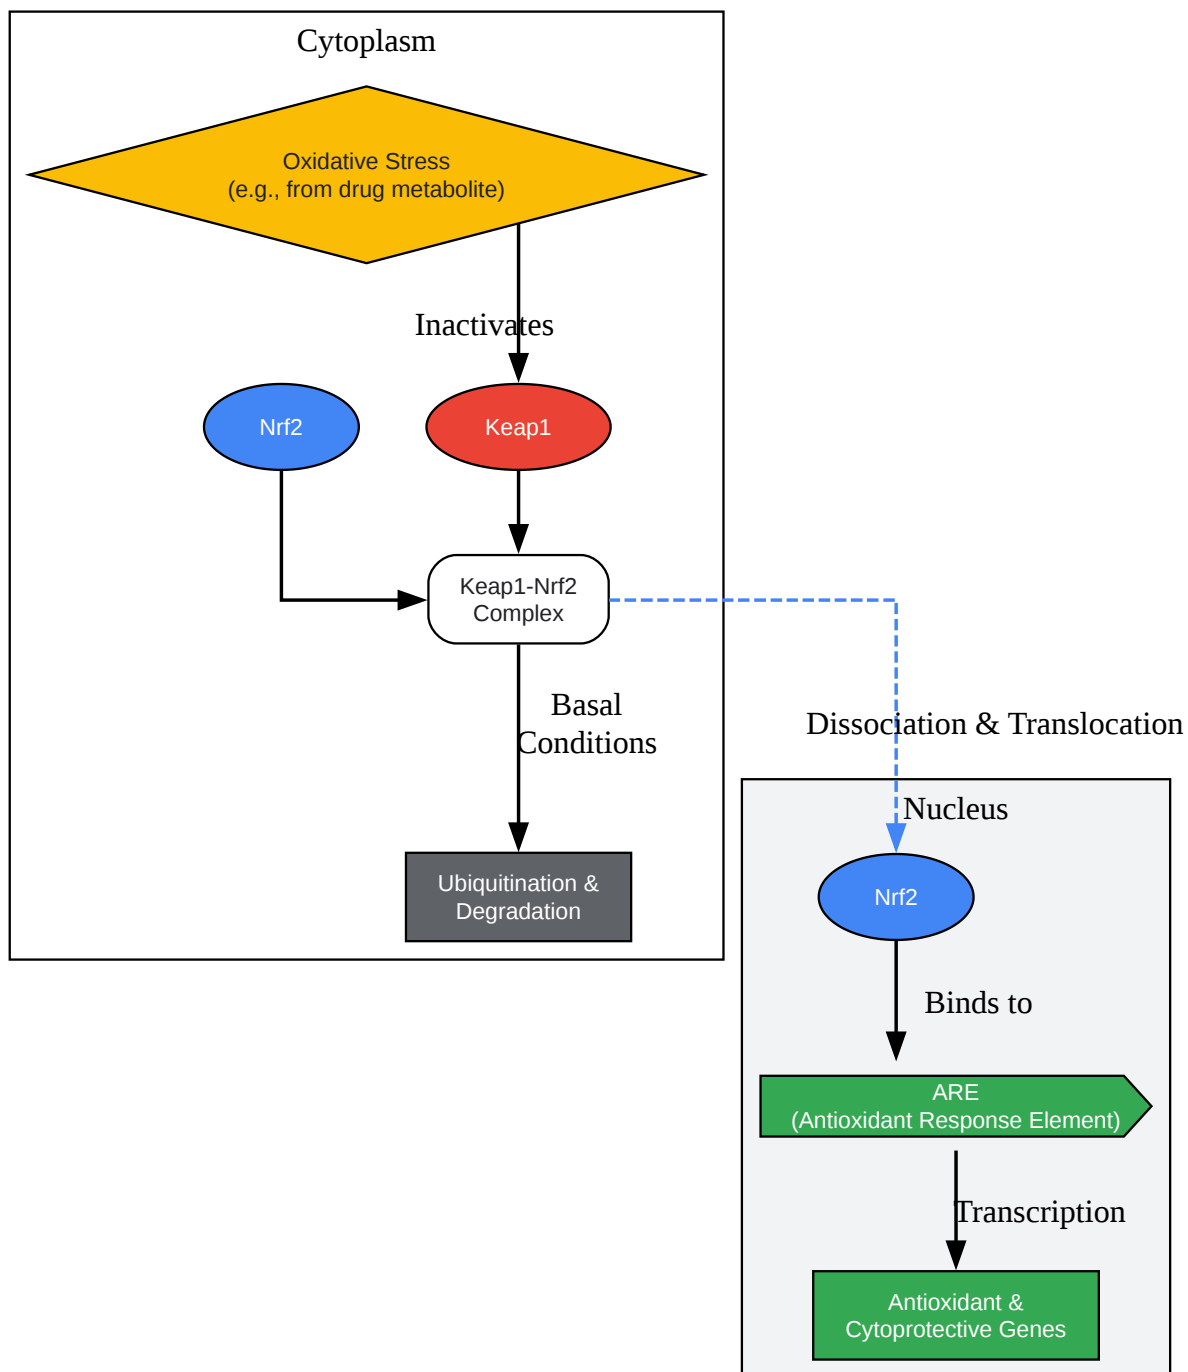 Cytoplasm
Oxidative Stress
(e.g., from drug metabolite)
Inactivates
Nrf2
Keap1
Keap1-Nrf2
Complex
Basal
Conditions
Ubiquitination &
Degradation
Dissociation & Translocation
Nucleus
Nrf2
Binds to
ARE
(Antioxidant Response Element)
Transcription
Antioxidant &
Cytoprotective Genes